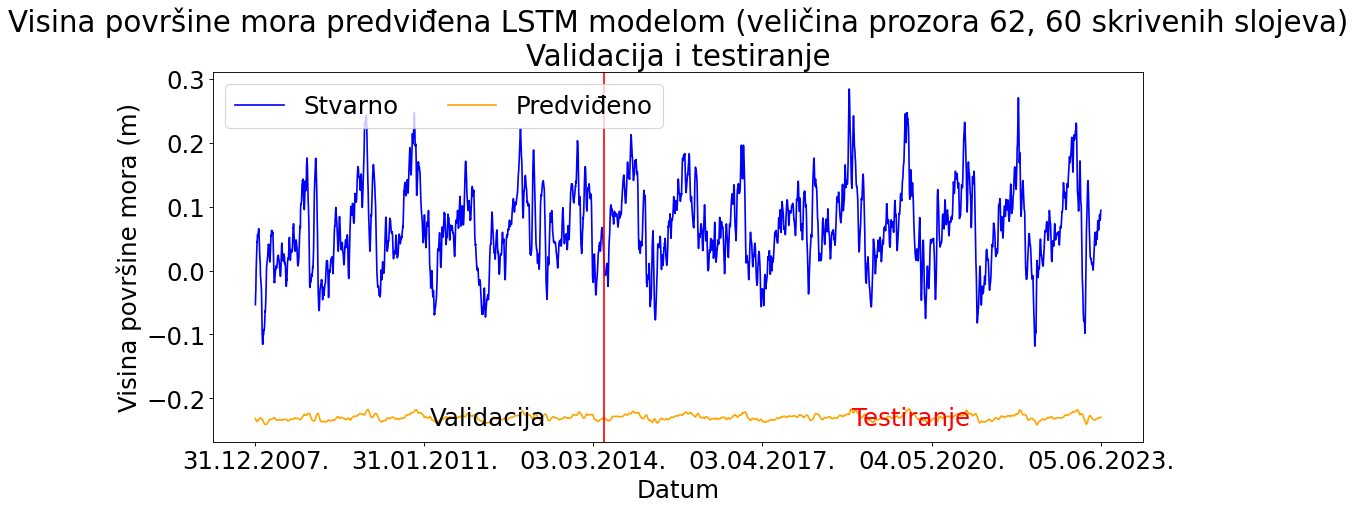 Visina površine mora predviđena LSTM modelom (veličina prozora 62, 60 skrivenih slojeva)
Validacija i testiranje
Stvarno
Predviđeno
Visina površine mora (m)
0.3
0.2
0.1
0.0
−0.1
−0.2
Validacija
Testiranje
31.12.2007.
31.01.2011.
03.03.2014.
03.04.2017.
04.05.2020.
05.06.2023.
Datum